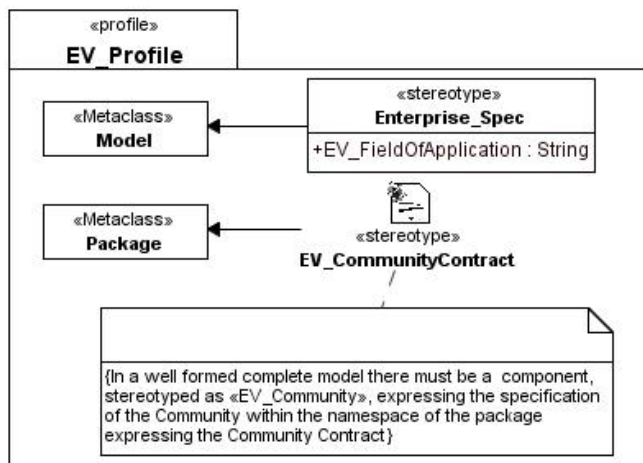 «profile»
EV_Profile
«Metaclass»
Model
«stereotype»
Enterprise_Spec
+EV_FieldOfApplication : String
«Metaclass»
Package
«stereotype»
EV_CommunityContract
{In a well formed complete model there must be a component,
stereotyped as «EV_Community», expressing the specification
of the Community within the namespace of the package
expressing the Community Contract}